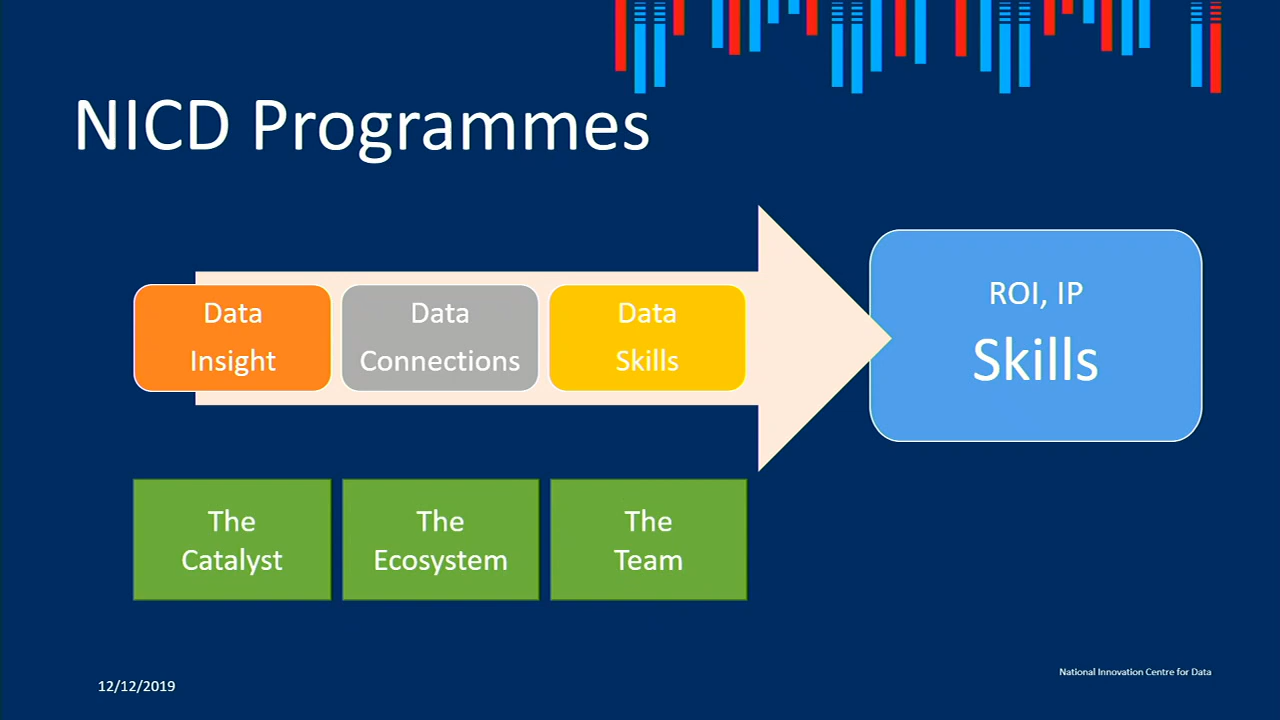 NICD Programmes
Data
Insight
Data
Connections
Data
Skills
ROI, IP
Skills
The
Catalyst
The
Ecosystem
The
Team
12/12/2019
National Innovation Centre for Data